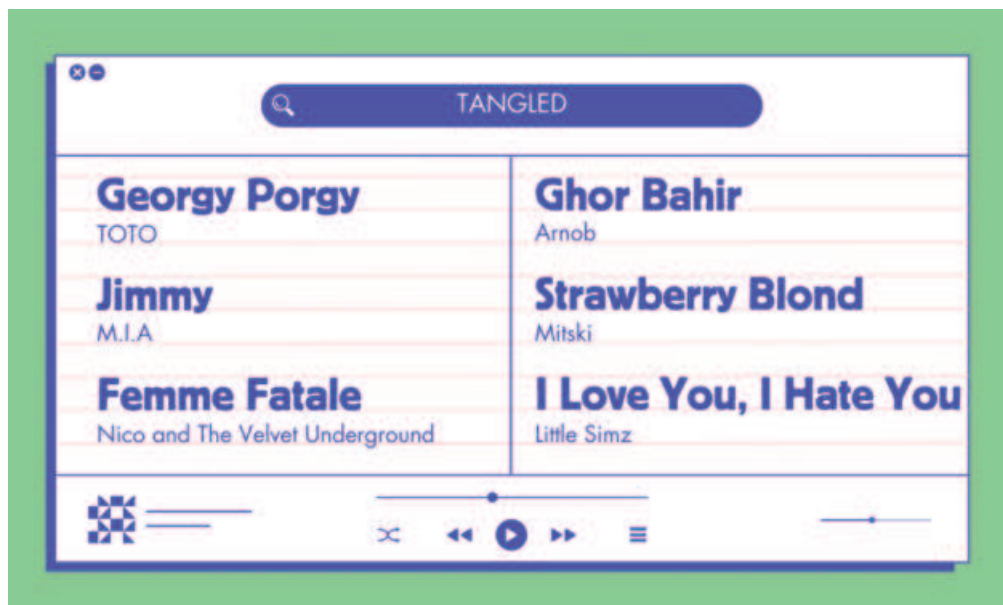 TANGLED
Georgy Porgy
TOTO
Jimmy
M.I.A
Femme Fatale
Nico and The Velvet Underground
Ghor Bahir
Arnob
Strawberry Blond
Mitski
I Love You, I Hate You
Little Simz